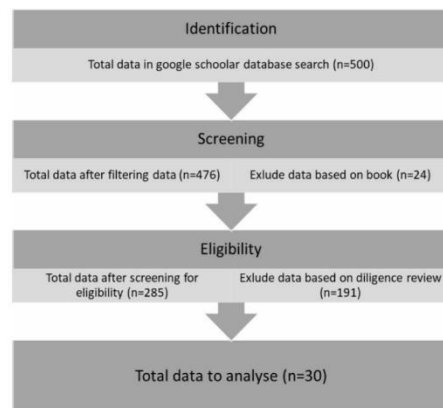 Identification
Total data in google schoolar database search (n=500)
Screening
Total data after filtering data (n=476)
Exlude data based on book (n=24)
Eligibility
Total data after screening for
eligibility (n=285)
Exlude data based on diligence review
(n=191)
Total data to analyse (n=30)